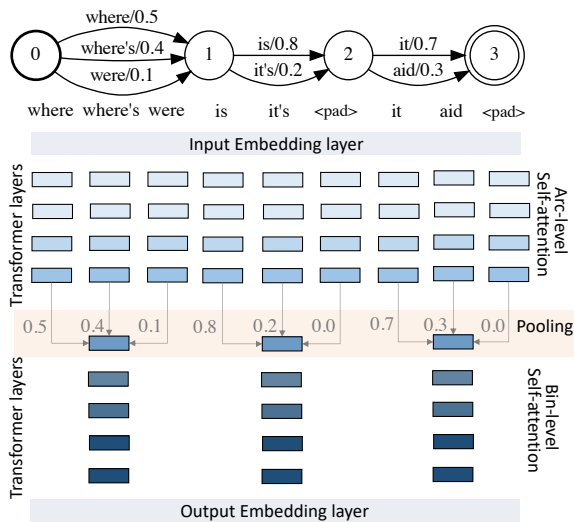 where/0.5
where's/0.4
were/0.1
is/0.8
it's/0.2
it/0.7
aid/0.3
0 1 2 3
where where's were is it's <pad> it aid <pad>
Input Embedding layer
Transformer layers
Arc-level
Self-attention
0.5 0.4 0.1 0.8 0.2 0.0 0.7 0.3 0.0
Pooling
Transformer layers
Bin-level
Self-attention
Output Embedding layer